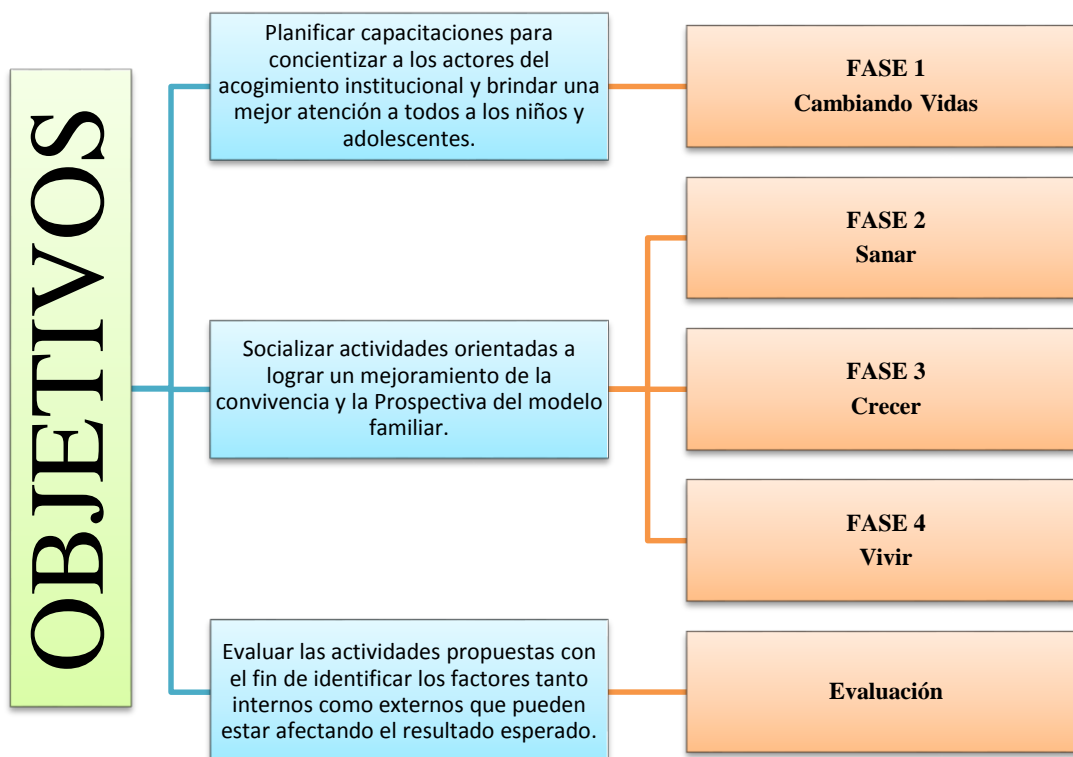 OBJETIVOS
Planificar capacitaciones para
concientizar a los actores del
acogimiento institucional y brindar una
mejor atención a todos a los niños y
adolescentes.
FASE 1
Cambiando Vidas
Socializar actividades orientadas a
lograr un mejoramiento de la
convivencia y la Prospectiva del modelo
familiar.
FASE 2
Sanar
FASE 3
Crecer
FASE 4
Vivir
Evaluar las actividades propuestas con
el fin de identificar los factores tanto
internos como externos que pueden
estar afectando el resultado esperado.
Evaluación